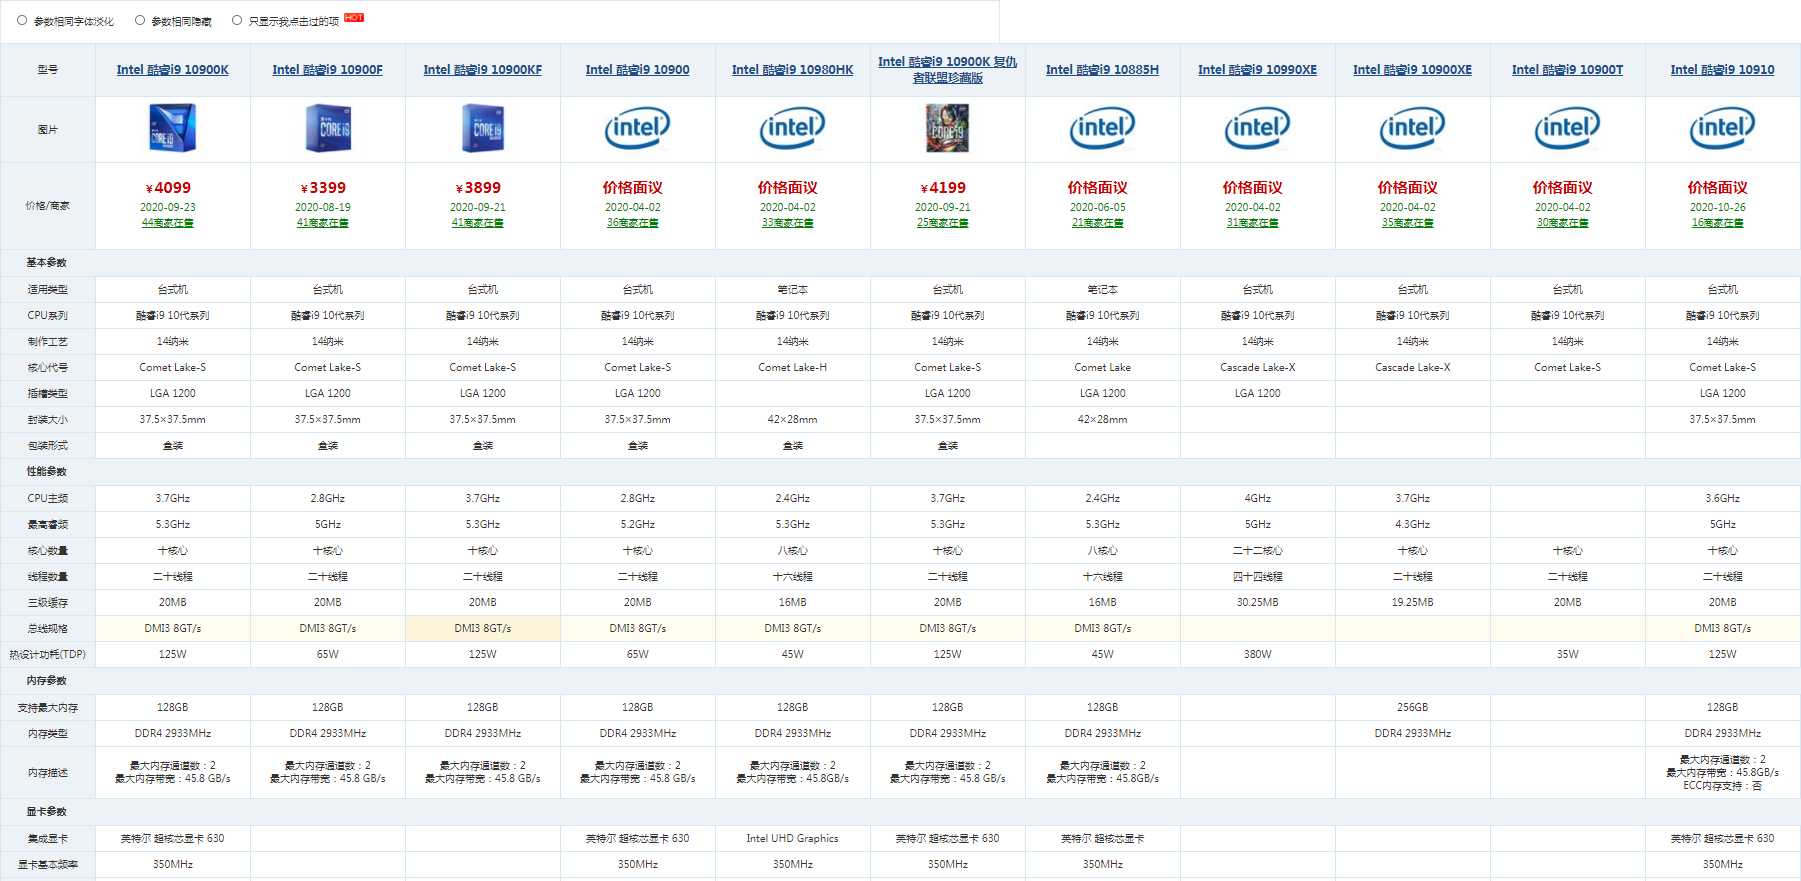 参数相同字体淡化 参数相同隐藏 只显示我点击过的项 HOT
型号 Intel 酷睿i9 10900K Intel 酷睿i9 10900F Intel 酷睿i9 10900KF Intel 酷睿i9 10900 Intel 酷睿i9 10980HK Intel 酷睿i9 10900K 复仇者联盟珍藏版 Intel 酷睿i9 10885H Intel 酷睿i9 10990XE Intel 酷睿i9 10900XE Intel 酷睿i9 10900T Intel 酷睿i9 10910
图片 CORE i9 CORE i9 CORE i9 intel intel CORE i9 intel intel intel intel intel
价格/商家 ¥4099 ¥3399 ¥3899 价格面议 价格面议 ¥4199 价格面议 价格面议 价格面议 价格面议 价格面议
2020-09-23 2020-08-19 2020-09-21 2020-04-02 2020-04-02 2020-09-21 2020-06-05 2020-04-02 2020-04-02 2020-04-02 2020-10-26
44商家在售 41商家在售 41商家在售 36商家在售 33商家在售 25商家在售 21商家在售 31商家在售 35商家在售 30商家在售 16商家在售
基本参数
适用类型 台式机 台式机 台式机 台式机 笔记本 台式机 笔记本 台式机 台式机 台式机 台式机
CPU系列 酷睿i9 10代系列 酷睿i9 10代系列 酷睿i9 10代系列 酷睿i9 10代系列 酷睿i9 10代系列 酷睿i9 10代系列 酷睿i9 10代系列 酷睿i9 10代系列 酷睿i9 10代系列 酷睿i9 10代系列 酷睿i9 10代系列
制作工艺 14纳米 14纳米 14纳米 14纳米 14纳米 14纳米 14纳米 14纳米 14纳米 14纳米 14纳米
核心代号 Comet Lake-S Comet Lake-S Comet Lake-S Comet Lake-S Comet Lake-H Comet Lake-S Comet Lake Cascade Lake-X Cascade Lake-X Comet Lake-S Comet Lake-S
插槽类型 LGA 1200 LGA 1200 LGA 1200 LGA 1200 LGA 1200 LGA 1200 LGA 1200 LGA 1200
封装大小 37.5×37.5mm 37.5×37.5mm 37.5×37.5mm 37.5×37.5mm 42×28mm 37.5×37.5mm 42×28mm 37.5×37.5mm
包装形式 盒装 盒装 盒装 盒装 盒装 盒装
性能参数
CPU主频 3.7GHz 2.8GHz 3.7GHz 2.8GHz 2.4GHz 3.7GHz 2.4GHz 4GHz 3.7GHz 3.6GHz
最高睿频 5.3GHz 5GHz 5.3GHz 5.2GHz 5.3GHz 5.3GHz 5.3GHz 5GHz 4.3GHz 5GHz
核心数量 十核心 十核心 十核心 十核心 八核心 十核心 八核心 二十二核心 十核心 十核心 十核心
线程数量 二十线程 二十线程 二十线程 二十线程 十六线程 二十线程 十六线程 四十四线程 二十线程 二十线程 二十线程
三级缓存 20MB 20MB 20MB 20MB 16MB 20MB 16MB 30.25MB 19.25MB 20MB 20MB
总线规格 DMI3 8GT/s DMI3 8GT/s DMI3 8GT/s DMI3 8GT/s DMI3 8GT/s DMI3 8GT/s DMI3 8GT/s DMI3 8GT/s
热设计功耗(TDP) 125W 65W 125W 65W 45W 125W 45W 380W 35W 125W
内存参数
支持最大内存 128GB 128GB 128GB 128GB 128GB 128GB 128GB 256GB 128GB
内存类型 DDR4 2933MHz DDR4 2933MHz DDR4 2933MHz DDR4 2933MHz DDR4 2933MHz DDR4 2933MHz DDR4 2933MHz DDR4 2933MHz DDR4 2933MHz
内存描述 最大内存通道数：2 最大内存通道数：2 最大内存通道数：2 最大内存通道数：2 最大内存通道数：2 最大内存通道数：2 最大内存通道数：2 最大内存通道数：2
最大内存带宽：45.8 GB/s 最大内存带宽：45.8 GB/s 最大内存带宽：45.8 GB/s 最大内存带宽：45.8 GB/s 最大内存带宽：45.8GB/s 最大内存带宽：45.8 GB/s 最大内存带宽：45.8GB/s 最大内存带宽：45.8GB/s
ECC内存支持：否
显卡参数
集成显卡 英特尔 超核芯显卡 630 英特尔 超核芯显卡 630 Intel UHD Graphics 英特尔 超核芯显卡 630 英特尔 超核芯显卡 英特尔 超核芯显卡 630
显卡基本频率 350MHz 350MHz 350MHz 350MHz 350MHz 350MHz